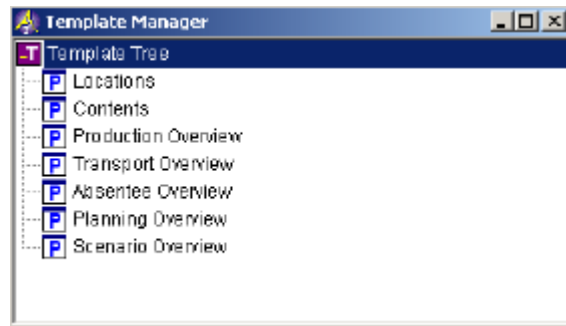 Template Manager
T Template Tree
P Locations
P Contents
P Production Overview
P Transport Overview
P Absentee Overview
P Planning Overview
P Scenario Overview